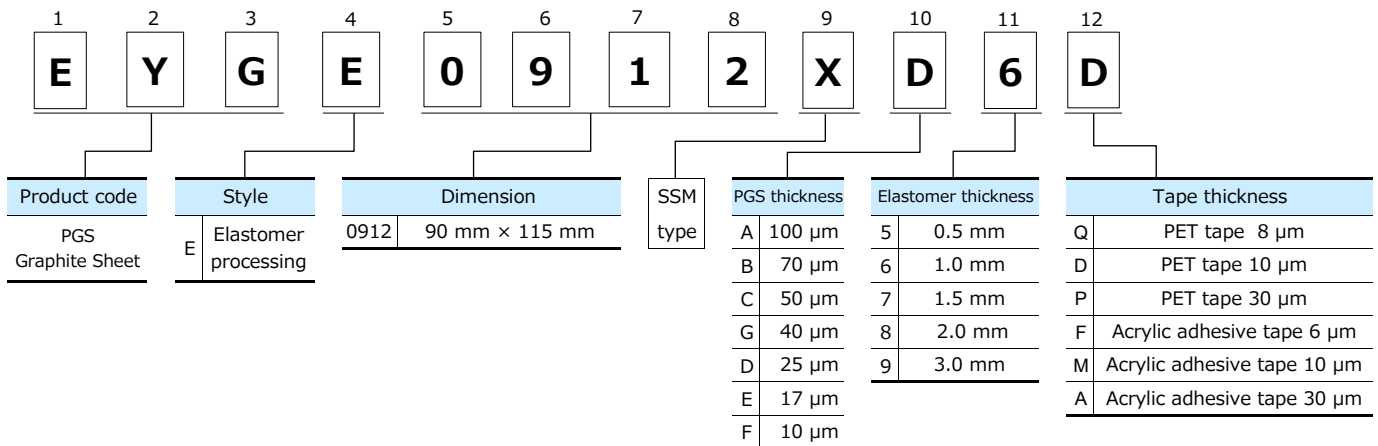 1 2 3 4 5 6 7 8 9 10 11 12
E Y G E 0 9 1 2 X D 6 D
Product code
PGS
Graphite Sheet
Style
E Elastomer
processing
Dimension
0912 90 mm × 115 mm
SSM
type
PGS thickness
A 100 µm
B 70 µm
C 50 µm
G 40 µm
D 25 µm
E 17 µm
F 10 µm
Elastomer thickness
5 0.5 mm
6 1.0 mm
7 1.5 mm
8 2.0 mm
9 3.0 mm
Tape thickness
Q PET tape 8 µm
D PET tape 10 µm
P PET tape 30 µm
F Acrylic adhesive tape 6 µm
M Acrylic adhesive tape 10 µm
A Acrylic adhesive tape 30 µm